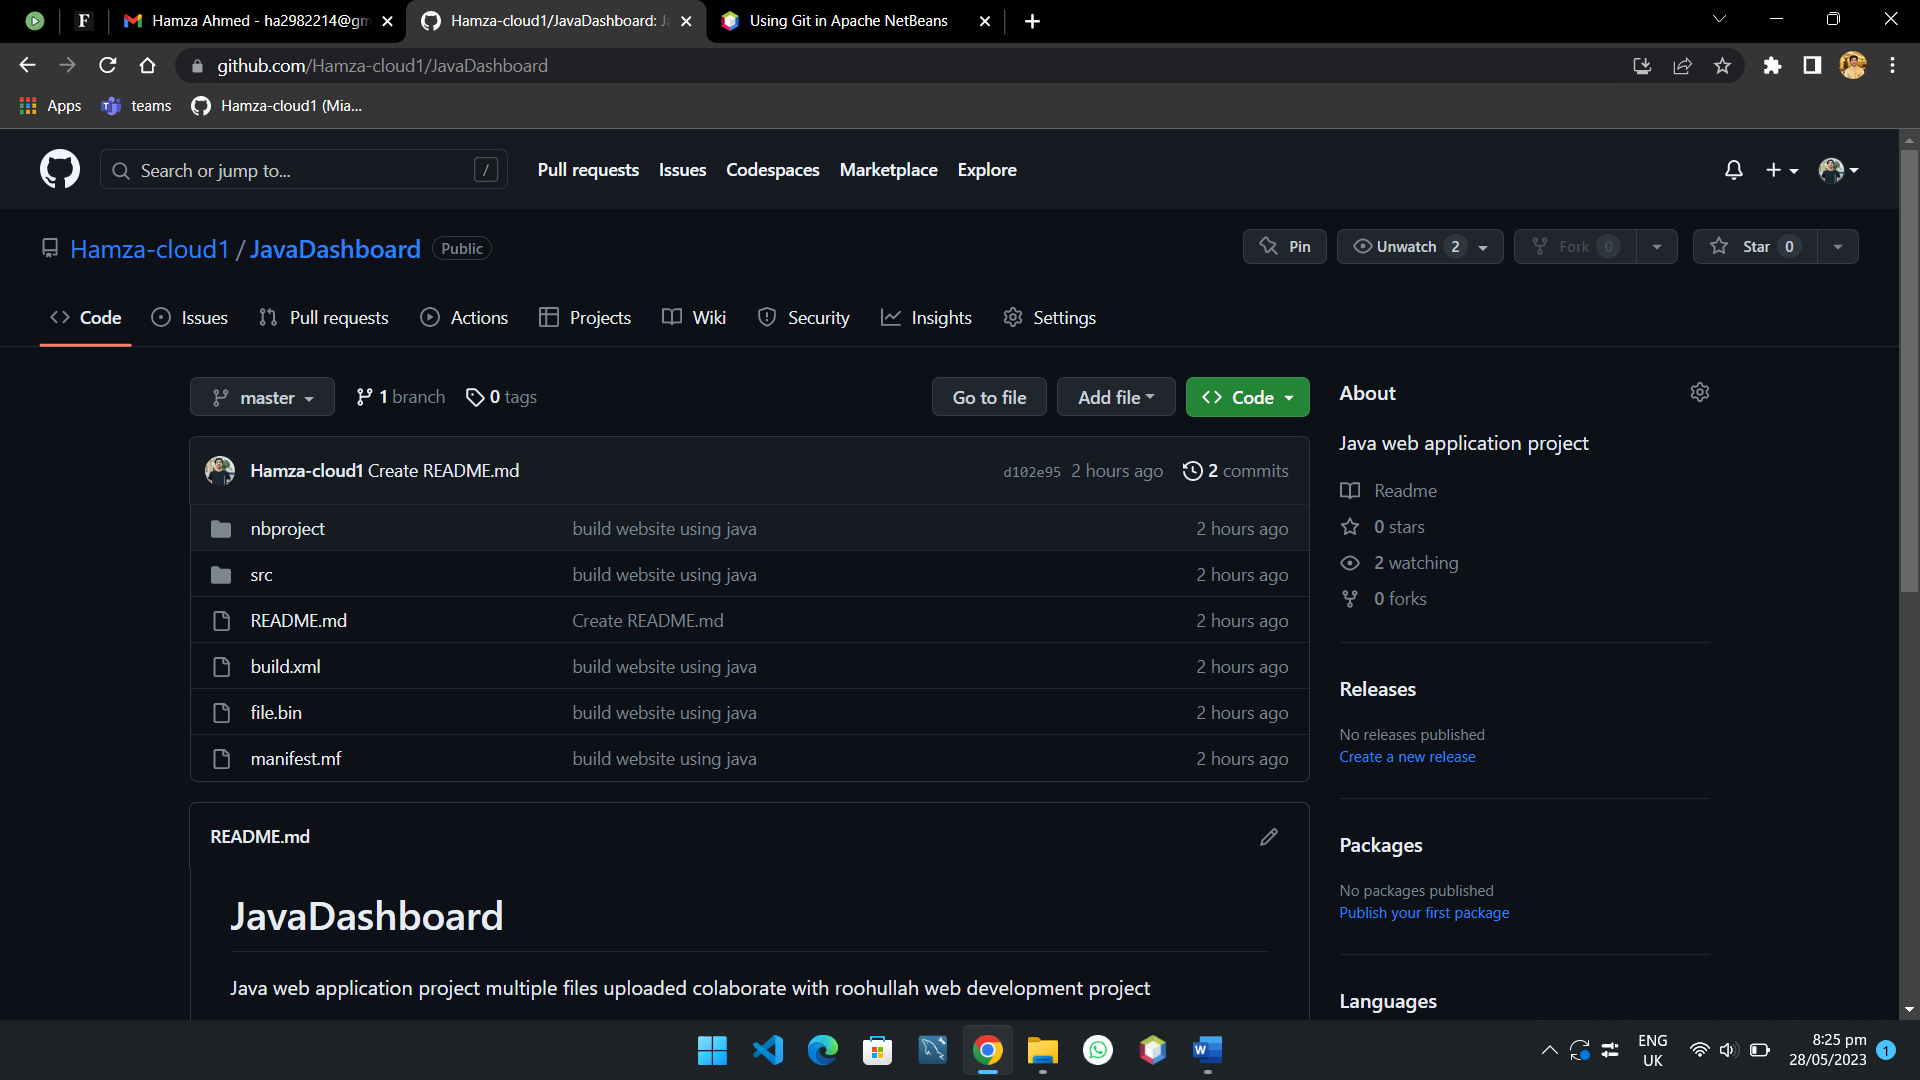 F
Hamza Ahmed - ha2982214@gm
Hamza-cloud1/JavaDashboard: Ja
Using Git in Apache NetBeans
github.com/Hamza-cloud1/JavaDashboard
Apps
teams
Hamza-cloud1 (Mia...
Search or jump to...
/
Pull requests
Issues
Codespaces
Marketplace
Explore
Hamza-cloud1 / JavaDashboard
Public
Pin
Unwatch 2
Fork 0
Star 0
Code
Issues
Pull requests
Actions
Projects
Wiki
Security
Insights
Settings
master
1 branch
0 tags
Go to file
Add file
Code
Hamza-cloud1 Create README.md
d102e95 2 hours ago
2 commits
nbproject build website using java 2 hours ago
src build website using java 2 hours ago
README.md Create README.md 2 hours ago
build.xml build website using java 2 hours ago
file.bin build website using java 2 hours ago
manifest.mf build website using java 2 hours ago
README.md
JavaDashboard
Java web application project multiple files uploaded colaborate with roohullah web development project
About
Java web application project
Readme
0 stars
2 watching
0 forks
Releases
No releases published
Create a new release
Packages
No packages published
Publish your first package
Languages
W
ENG
UK
8:25 pm
28/05/2023
1